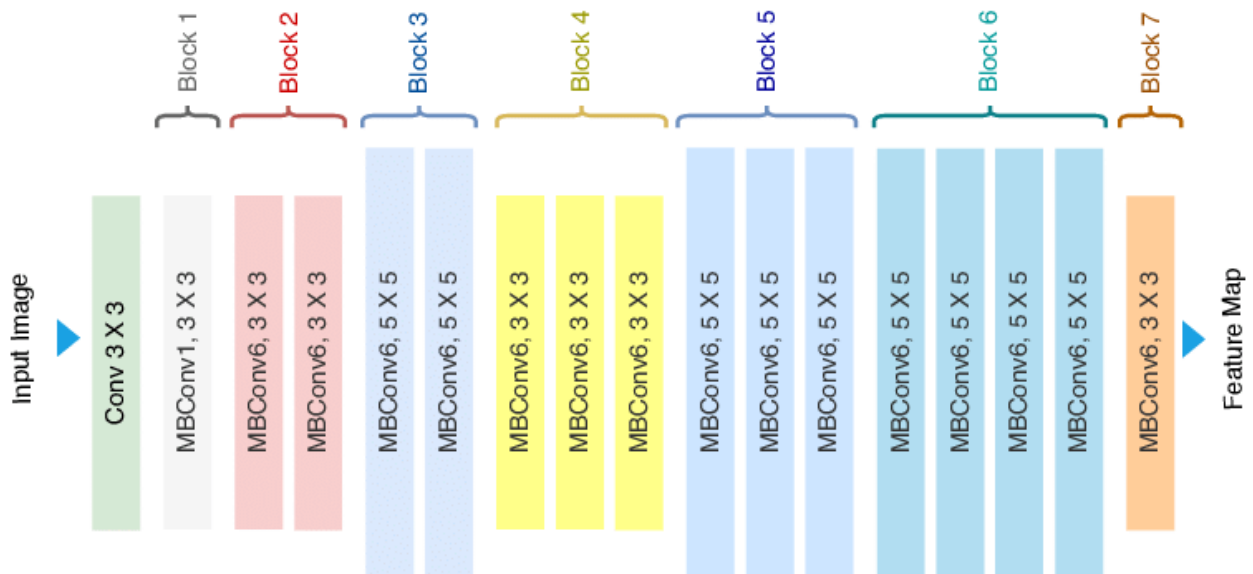 Input Image
Conv 3 X 3
Block 1
MBConv1, 3 X 3
Block 2
MBConv6, 3 X 3
MBConv6, 3 X 3
Block 3
MBConv6, 5 X 5
MBConv6, 5 X 5
Block 4
MBConv6, 3 X 3
MBConv6, 3 X 3
MBConv6, 3 X 3
Block 5
MBConv6, 5 X 5
MBConv6, 5 X 5
MBConv6, 5 X 5
Block 6
MBConv6, 5 X 5
MBConv6, 5 X 5
MBConv6, 5 X 5
MBConv6, 5 X 5
Block 7
MBConv6, 3 X 3
Feature Map